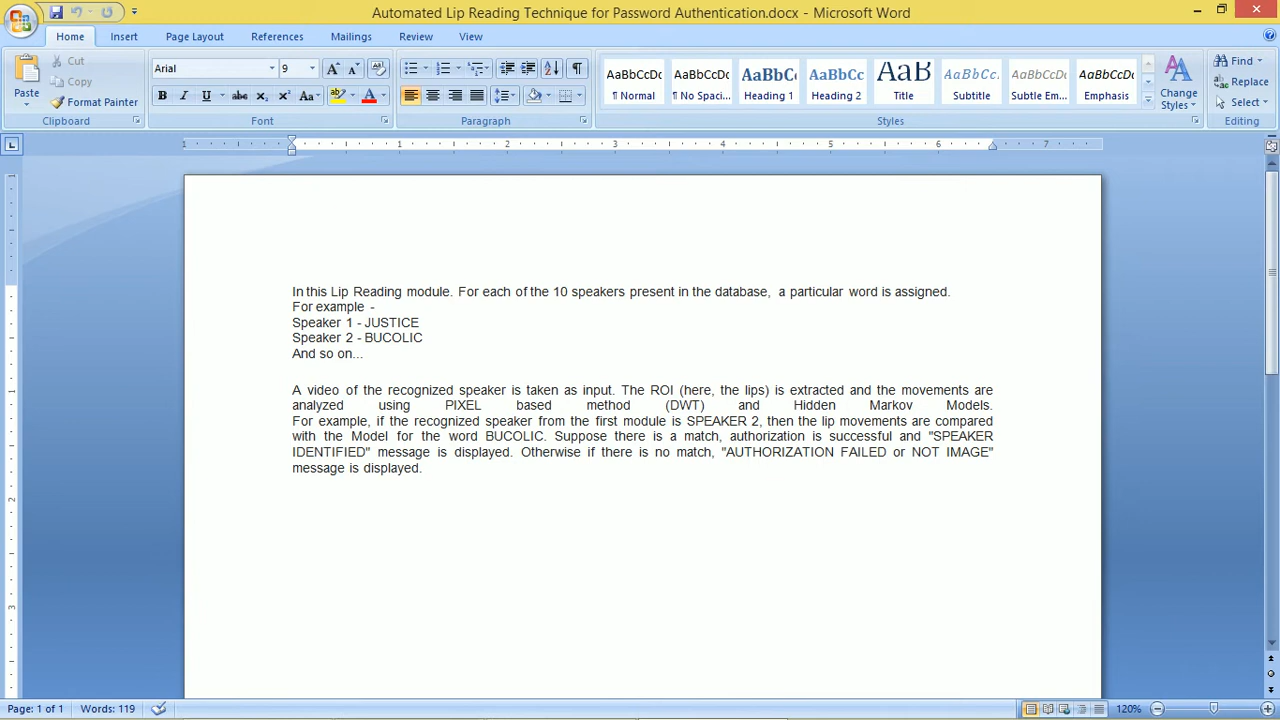 Automated Lip Reading Technique for Password Authentication.docx - Microsoft Word
Home Insert Page Layout References Mailings Review View
Paste
Cut
Copy
Format Painter
Clipboard
Arial 9
Font
Paragraph
AaBbCcDc AaBbCcDc AaBbCc AaBbCc AaB AaBbCc. AaBbCcDc AaBbCcDc
¶ Normal ¶ No Spaci... Heading 1 Heading 2 Title Subtitle Subtle Em... Emphasis
Styles
Change Styles
Find
Replace
Select
Editing
1 1 2 3 4 5 6 7
In this Lip Reading module. For each of the 10 speakers present in the database, a particular word is assigned.
For example -
Speaker 1 - JUSTICE
Speaker 2 - BUCOLIC
And so on...
A video of the recognized speaker is taken as input. The ROI (here, the lips) is extracted and the movements are
analyzed using PIXEL based method (DWT) and Hidden Markov Models.
For example, if the recognized speaker from the first module is SPEAKER 2, then the lip movements are compared
with the Model for the word BUCOLIC. Suppose there is a match, authorization is successful and "SPEAKER
IDENTIFIED" message is displayed. Otherwise if there is no match, "AUTHORIZATION FAILED or NOT IMAGE"
message is displayed.
Page: 1 of 1 Words: 119 120%